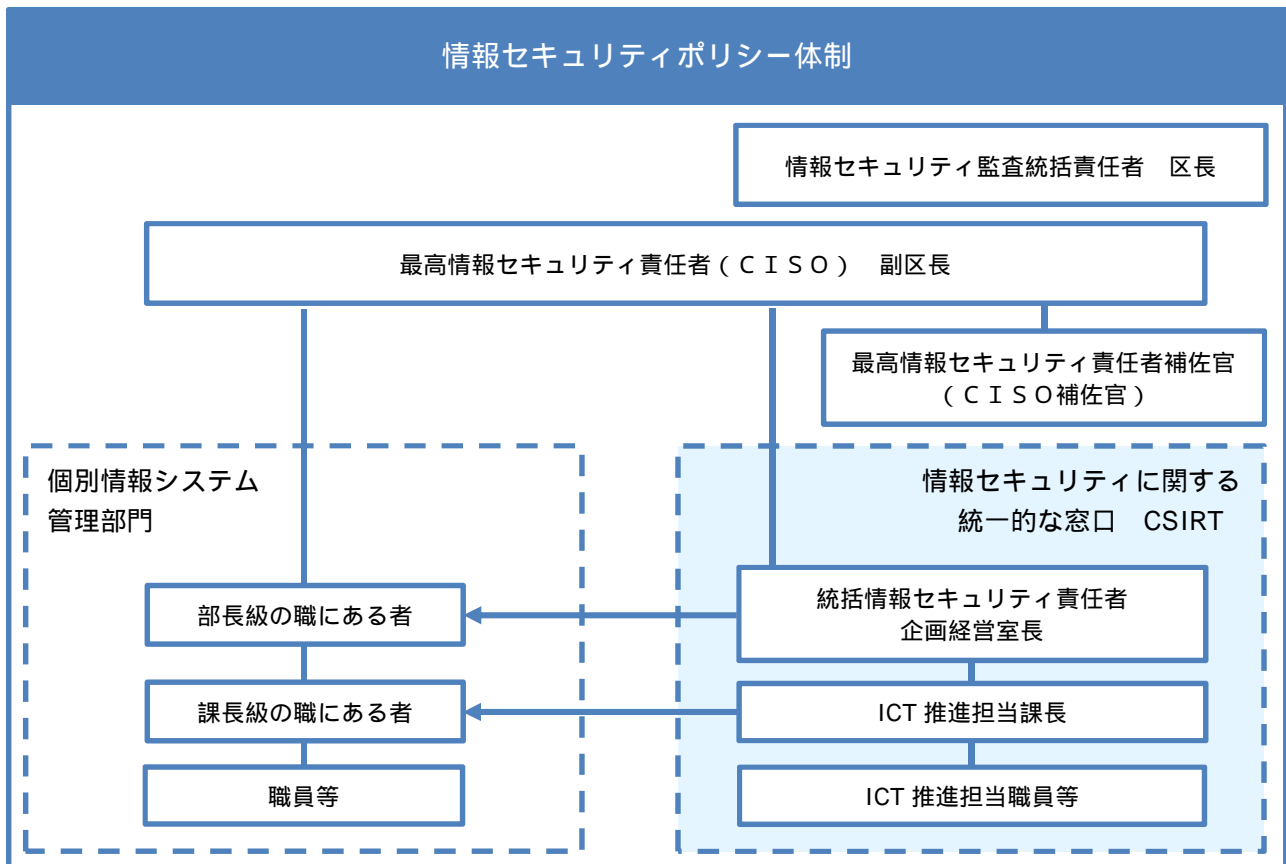 情報セキュリティポリシー体制
情報セキュリティ監査統括責任者　区長
最高情報セキュリティ責任者（ＣＩＳＯ）　副区長
最高情報セキュリティ責任者補佐官
（ＣＩＳＯ補佐官）
個別情報システム
管理部門
情報セキュリティに関する
統一的な窓口　CSIRT
部長級の職にある者
統括情報セキュリティ責任者
企画経営室長
課長級の職にある者
ICT 推進担当課長
職員等
ICT 推進担当職員等